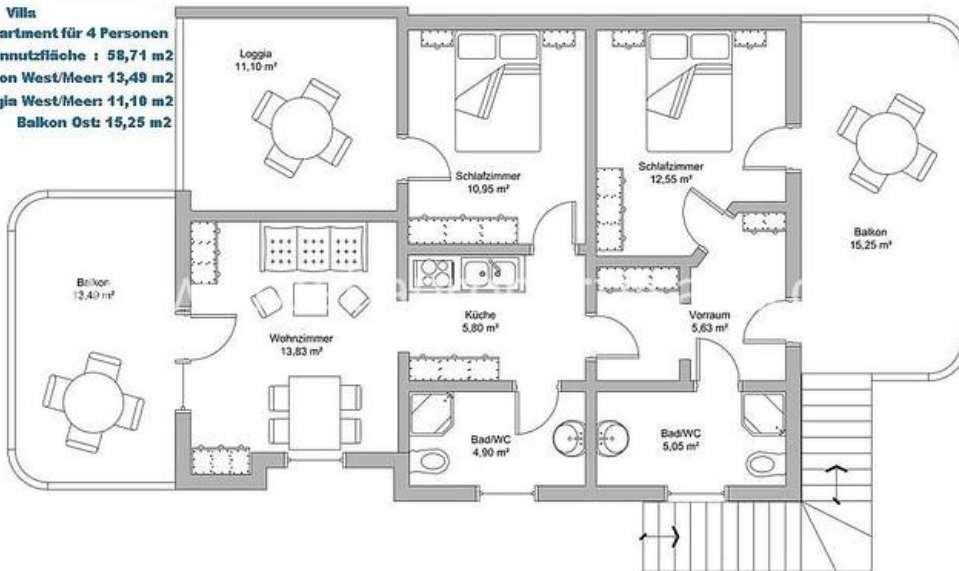 Villa
artment für 4 Personen
nnutzfläche : 58,71 m2
on West/Meer: 13,49 m2
gia West/Meer: 11,10 m2
Balkon Ost: 15,25 m2
Loggia
11,10 m²
Schlafzimmer
10,95 m²
Schlafzimmer
12,55 m²
Balkon
15,25 m²
Balkon
13,49 m²
Wohnzimmer
13,83 m²
Küche
5,80 m²
Vorraum
5,63 m²
Bad/WC
4,90 m²
Bad/WC
5,05 m²